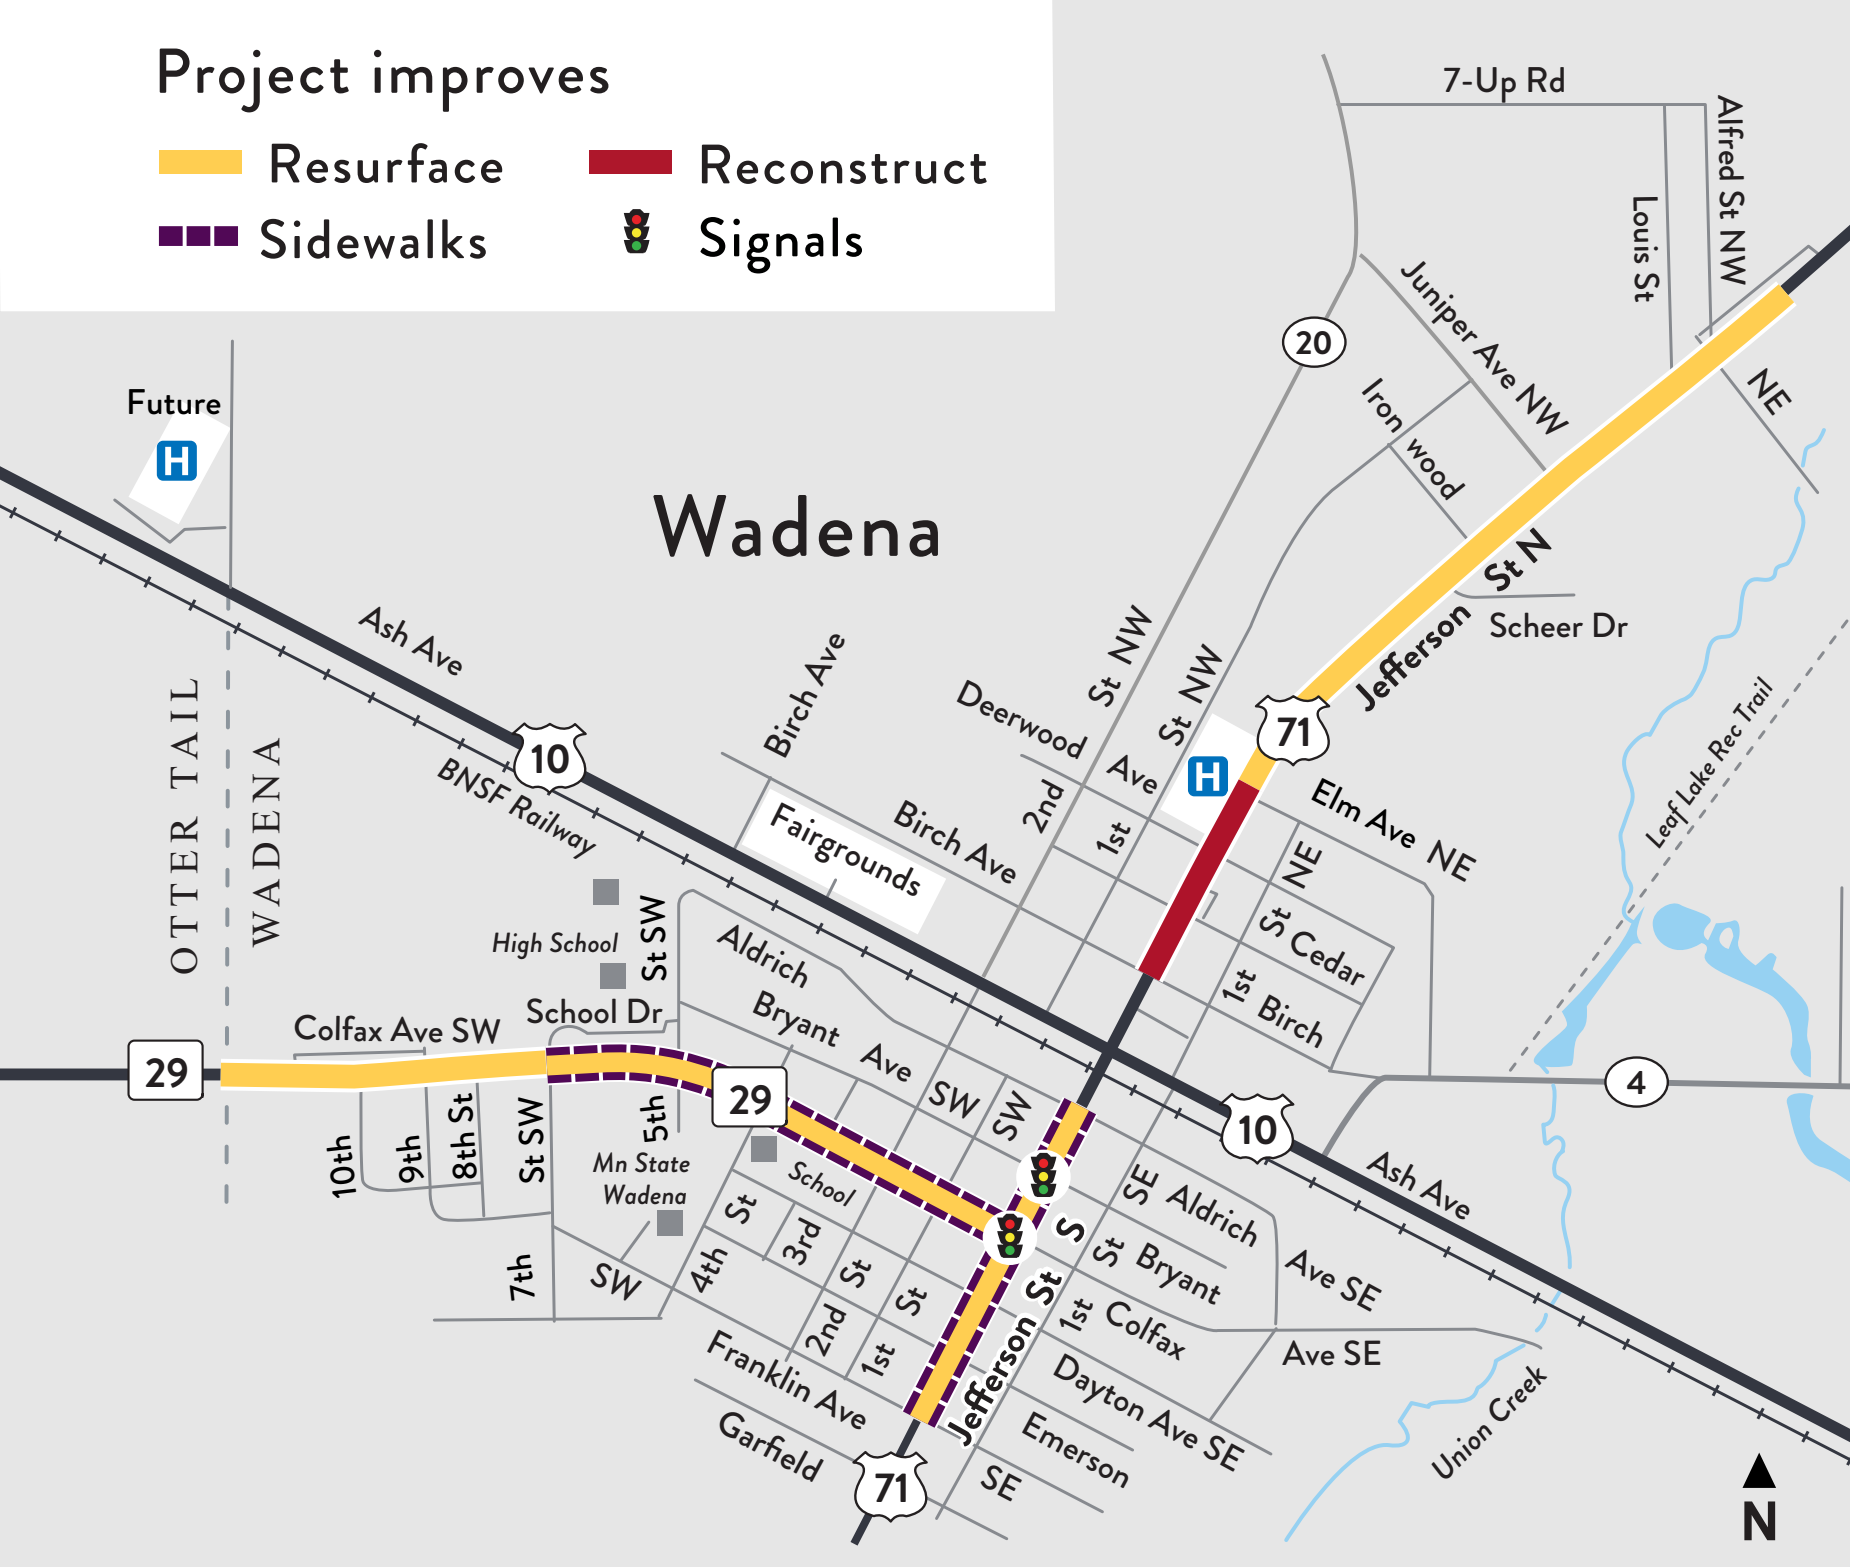 Project improves
Resurface
Reconstruct
Sidewalks
Signals
7-Up Rd
Alfred St NW
Louis St
Juniper Ave NW
20
NE
Iron
wood
Future
H
Wadena
St N
Jefferson
Scheer Dr
Ash Ave
Birch Ave
St NW
St NW
Deerwood
Ave
71
H
OTTER TAIL
WADENA
10
BNSF Railway
Leaf Lake Rec Trail
2nd
1st
Elm Ave NE
Fairgrounds
Birch Ave
NE
St
Cedar
High School
St SW
Aldrich
1st
Birch
School Dr
Colfax Ave SW
Bryant
Ave
SW
29
29
4
SW
10
5th
10th
9th
8th St
St SW
Mn State
Wadena
School
SE
Aldrich
Ash Ave
St
3rd
S
St
Bryant
Ave SE
7th
SW
4th
St
St
St
1st
Colfax
Ave SE
2nd
1st
Jefferson
Franklin Ave
Dayton Ave SE
Garfield
Emerson
SE
Union Creek
71
N